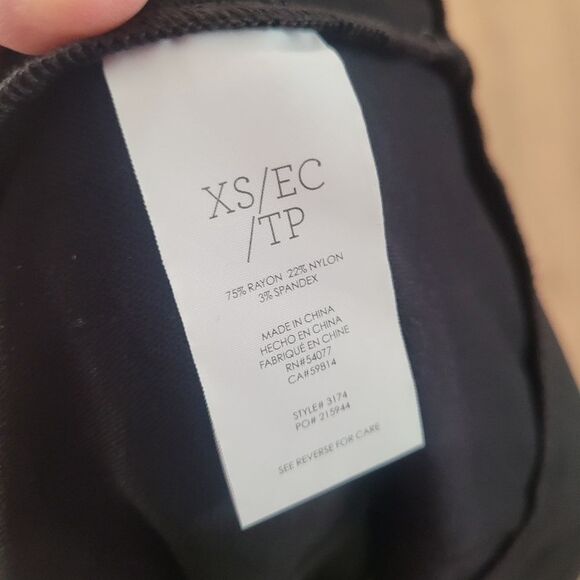 XS/EC
/TP
75% RAYON 22% NYLON
3% SPANDEX
MADE IN CHINA
HECHO EN CHINA
FABRIQUÉ EN CHINE
RN#54077
CA#59814
STYLE# 3174
PO# 215944
SEE REVERSE FOR CARE